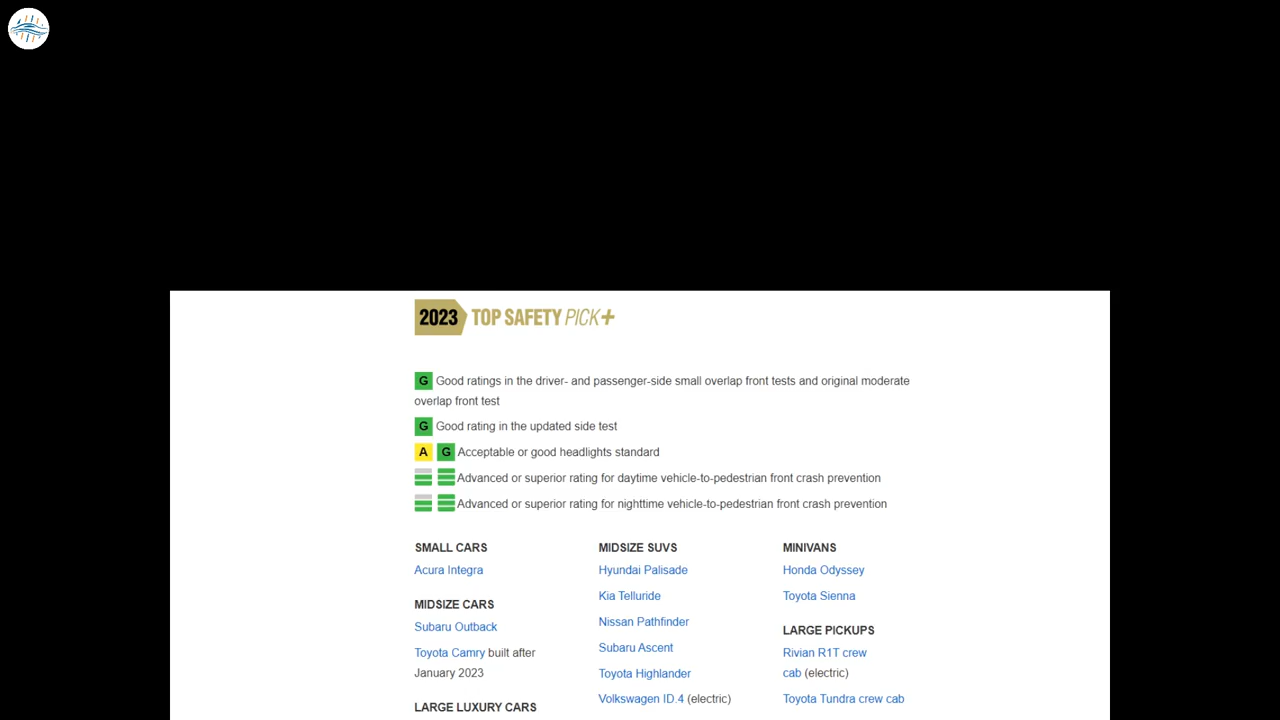 2023 TOP SAFETY PICK+
G Good ratings in the driver- and passenger-side small overlap front tests and original moderate
overlap front test
G Good rating in the updated side test
A G Acceptable or good headlights standard
Advanced or superior rating for daytime vehicle-to-pedestrian front crash prevention
Advanced or superior rating for nighttime vehicle-to-pedestrian front crash prevention
SMALL CARS
Acura Integra
MIDSIZE CARS
Subaru Outback
Toyota Camry built after
January 2023
LARGE LUXURY CARS
MIDSIZE SUVS
Hyundai Palisade
Kia Telluride
Nissan Pathfinder
Subaru Ascent
Toyota Highlander
Volkswagen ID.4 (electric)
MINIVANS
Honda Odyssey
Toyota Sienna
LARGE PICKUPS
Rivian R1T crew
cab (electric)
Toyota Tundra crew cab